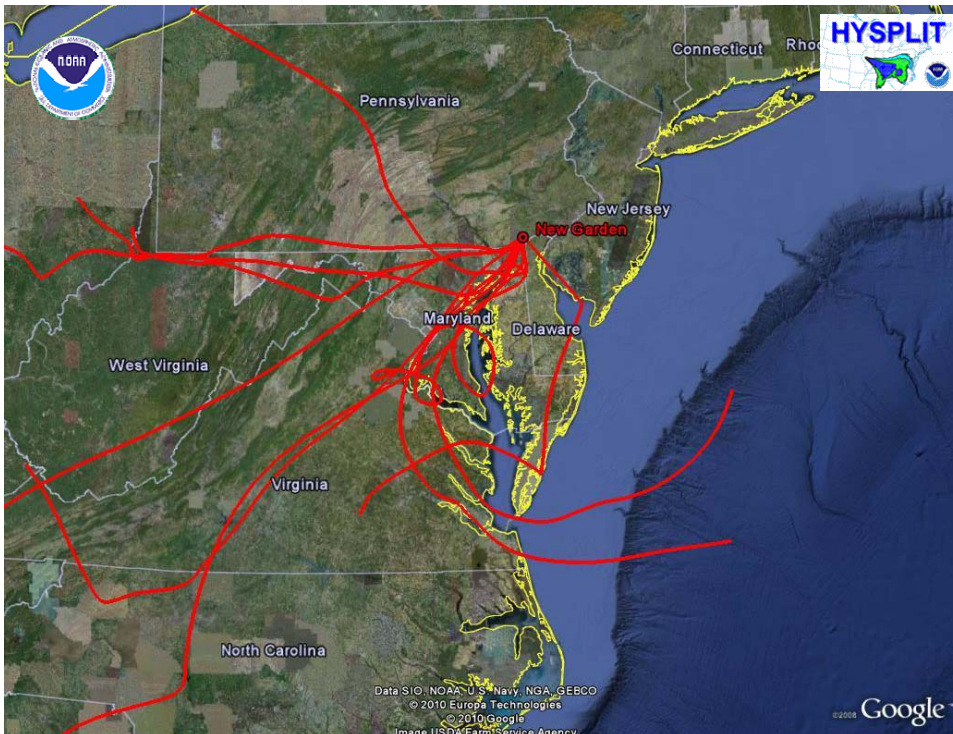 HYSPLIT
NOAA
Connecticut
Pennsylvania
New Jersey
New Garden
Maryland
Delaware
West Virginia
Virginia
North Carolina
Data SIO, NOAA, U.S. Navy, NGA, GEBCO
© 2010 Europa Technologies
© 2010 Google
Image USDA Farm Service Agency
©2008 Google